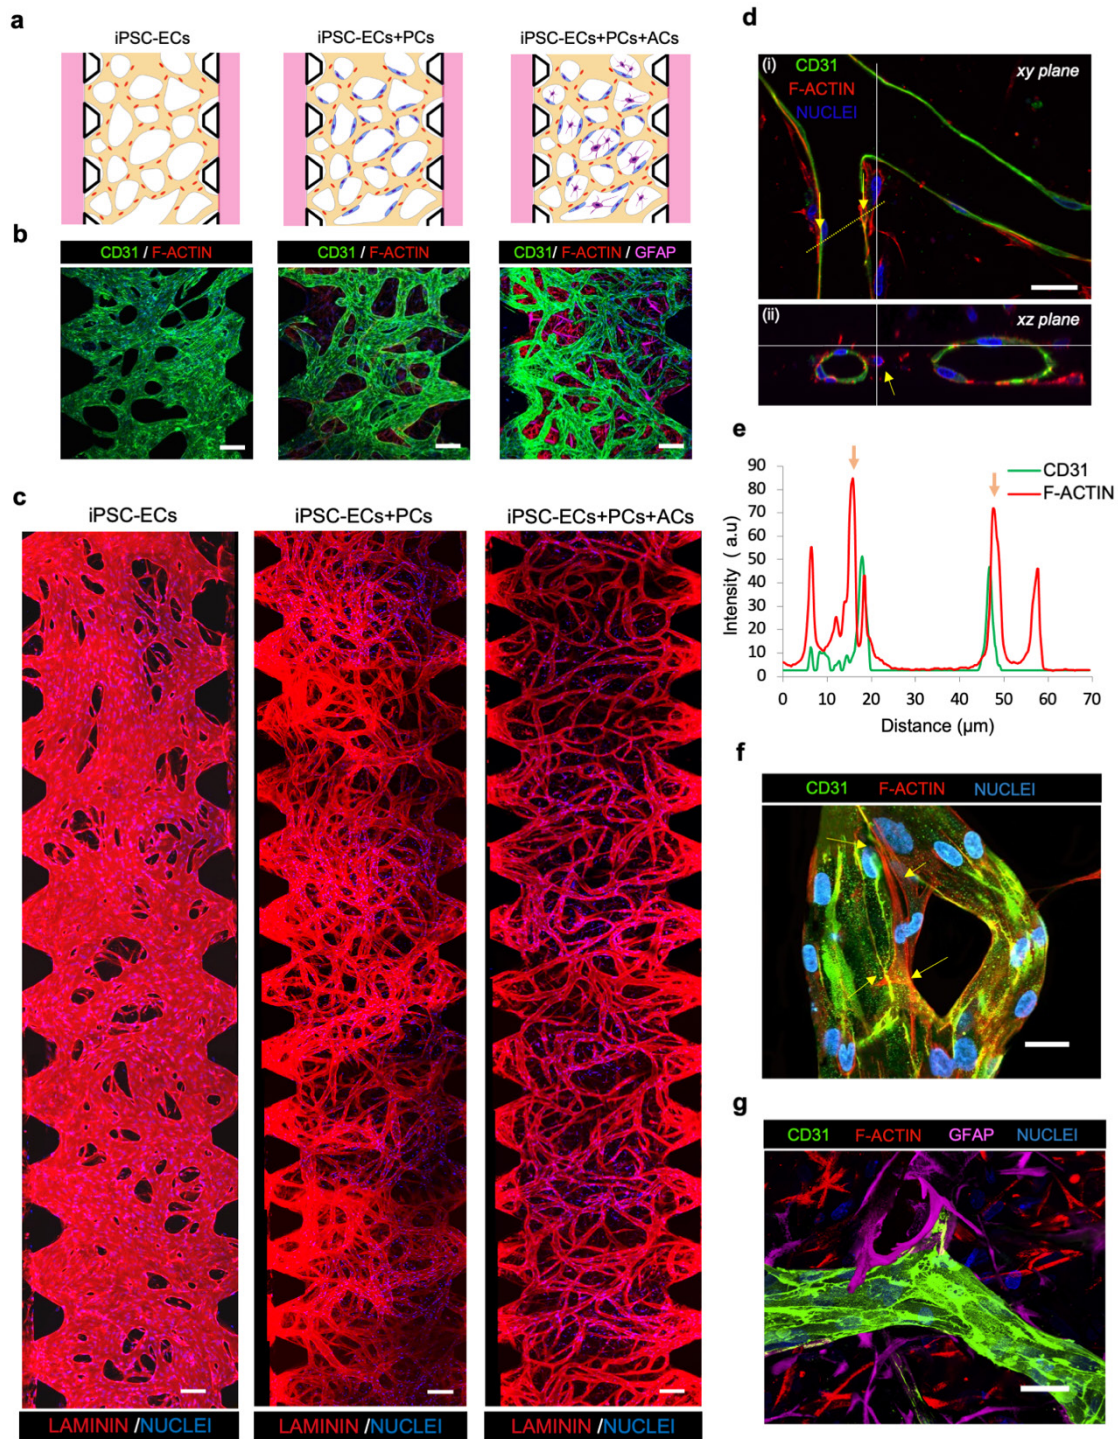 a
iPSC-ECs
iPSC-ECs+PCs
iPSC-ECs+PCs+ACs
b
CD31 / F-ACTIN
CD31 / F-ACTIN
CD31/ F-ACTIN / GFAP
c
iPSC-ECs
iPSC-ECs+PCs
iPSC-ECs+PCs+ACs
LAMININ /NUCLEI
LAMININ /NUCLEI
LAMININ /NUCLEI
d
(i)
CD31
F-ACTIN
NUCLEI
xy plane
(ii)
xz plane
e
90
80
70
60
50
40
30
20
10
0
Intensity ( a.u)
CD31
F-ACTIN
0 10 20 30 40 50 60 70
Distance (µm)
f
CD31 F-ACTIN NUCLEI
g
CD31 F-ACTIN GFAP NUCLEI